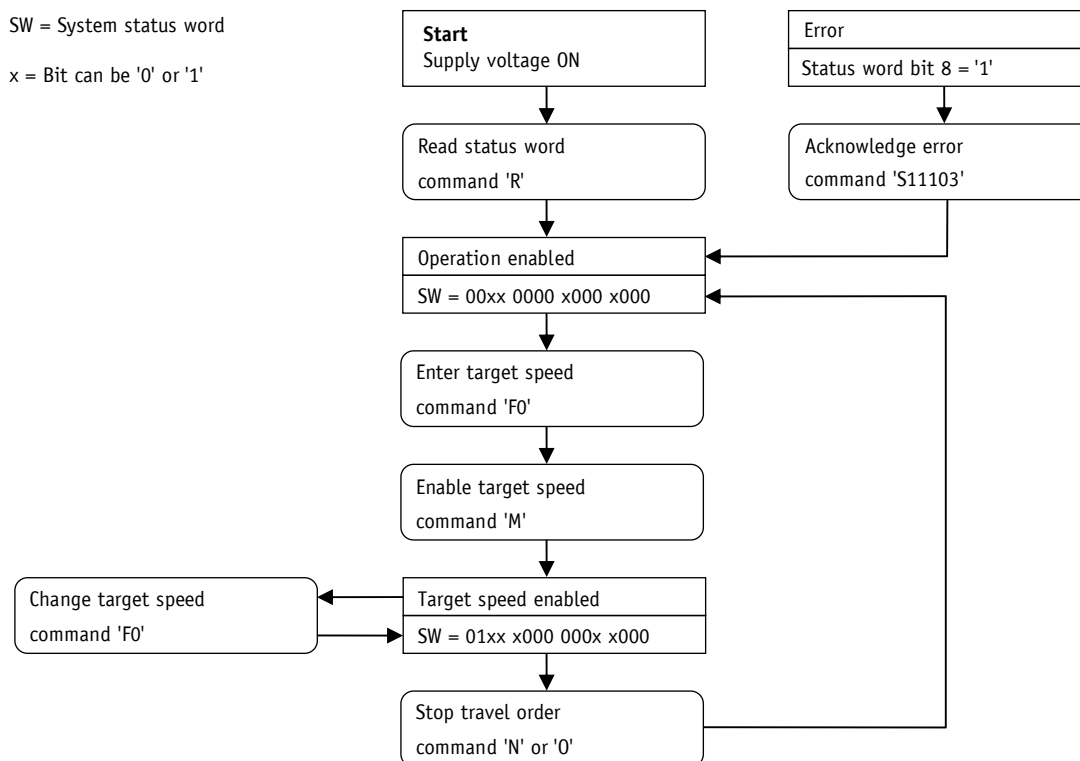 SW = System status word
x = Bit can be '0' or '1'
Start
Supply voltage ON
Error
Status word bit 8 = '1'
Read status word
command 'R'
Acknowledge error
command 'S11103'
Operation enabled
SW = 00xx 0000 x000 x000
Enter target speed
command 'F0'
Enable target speed
command 'M'
Change target speed
command 'F0'
Target speed enabled
SW = 01xx x000 000x x000
Stop travel order
command 'N' or 'O'